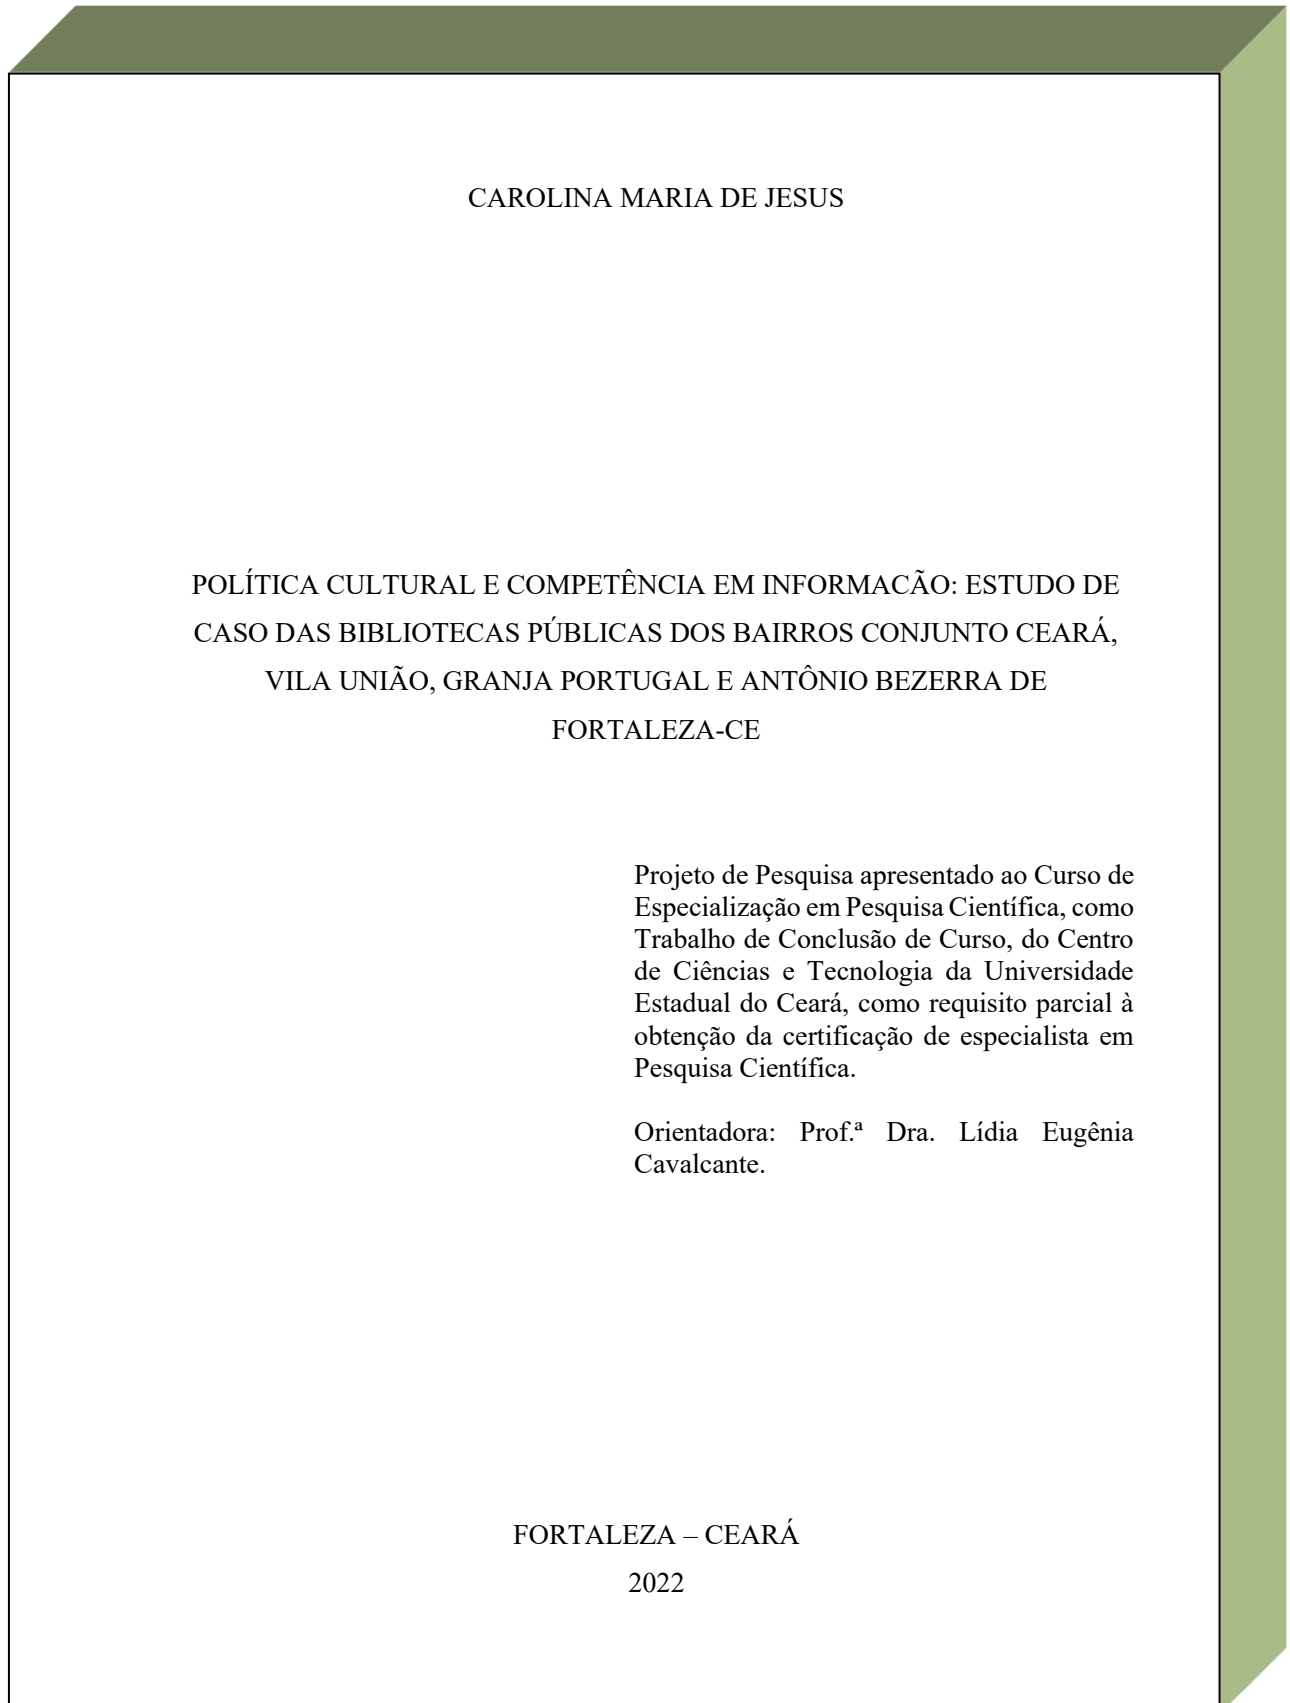 CAROLINA MARIA DE JESUS
POLÍTICA CULTURAL E COMPETÊNCIA EM INFORMACÃO: ESTUDO DE
CASO DAS BIBLIOTECAS PÚBLICAS DOS BAIRROS CONJUNTO CEARÁ,
VILA UNIÃO, GRANJA PORTUGAL E ANTÔNIO BEZERRA DE
FORTALEZA-CE
Projeto de Pesquisa apresentado ao Curso de
Especialização em Pesquisa Científica, como
Trabalho de Conclusão de Curso, do Centro
de Ciências e Tecnologia da Universidade
Estadual do Ceará, como requisito parcial à
obtenção da certificação de especialista em
Pesquisa Científica.
Orientadora: Prof.ª Dra. Lídia Eugênia
Cavalcante.
FORTALEZA – CEARÁ
2022